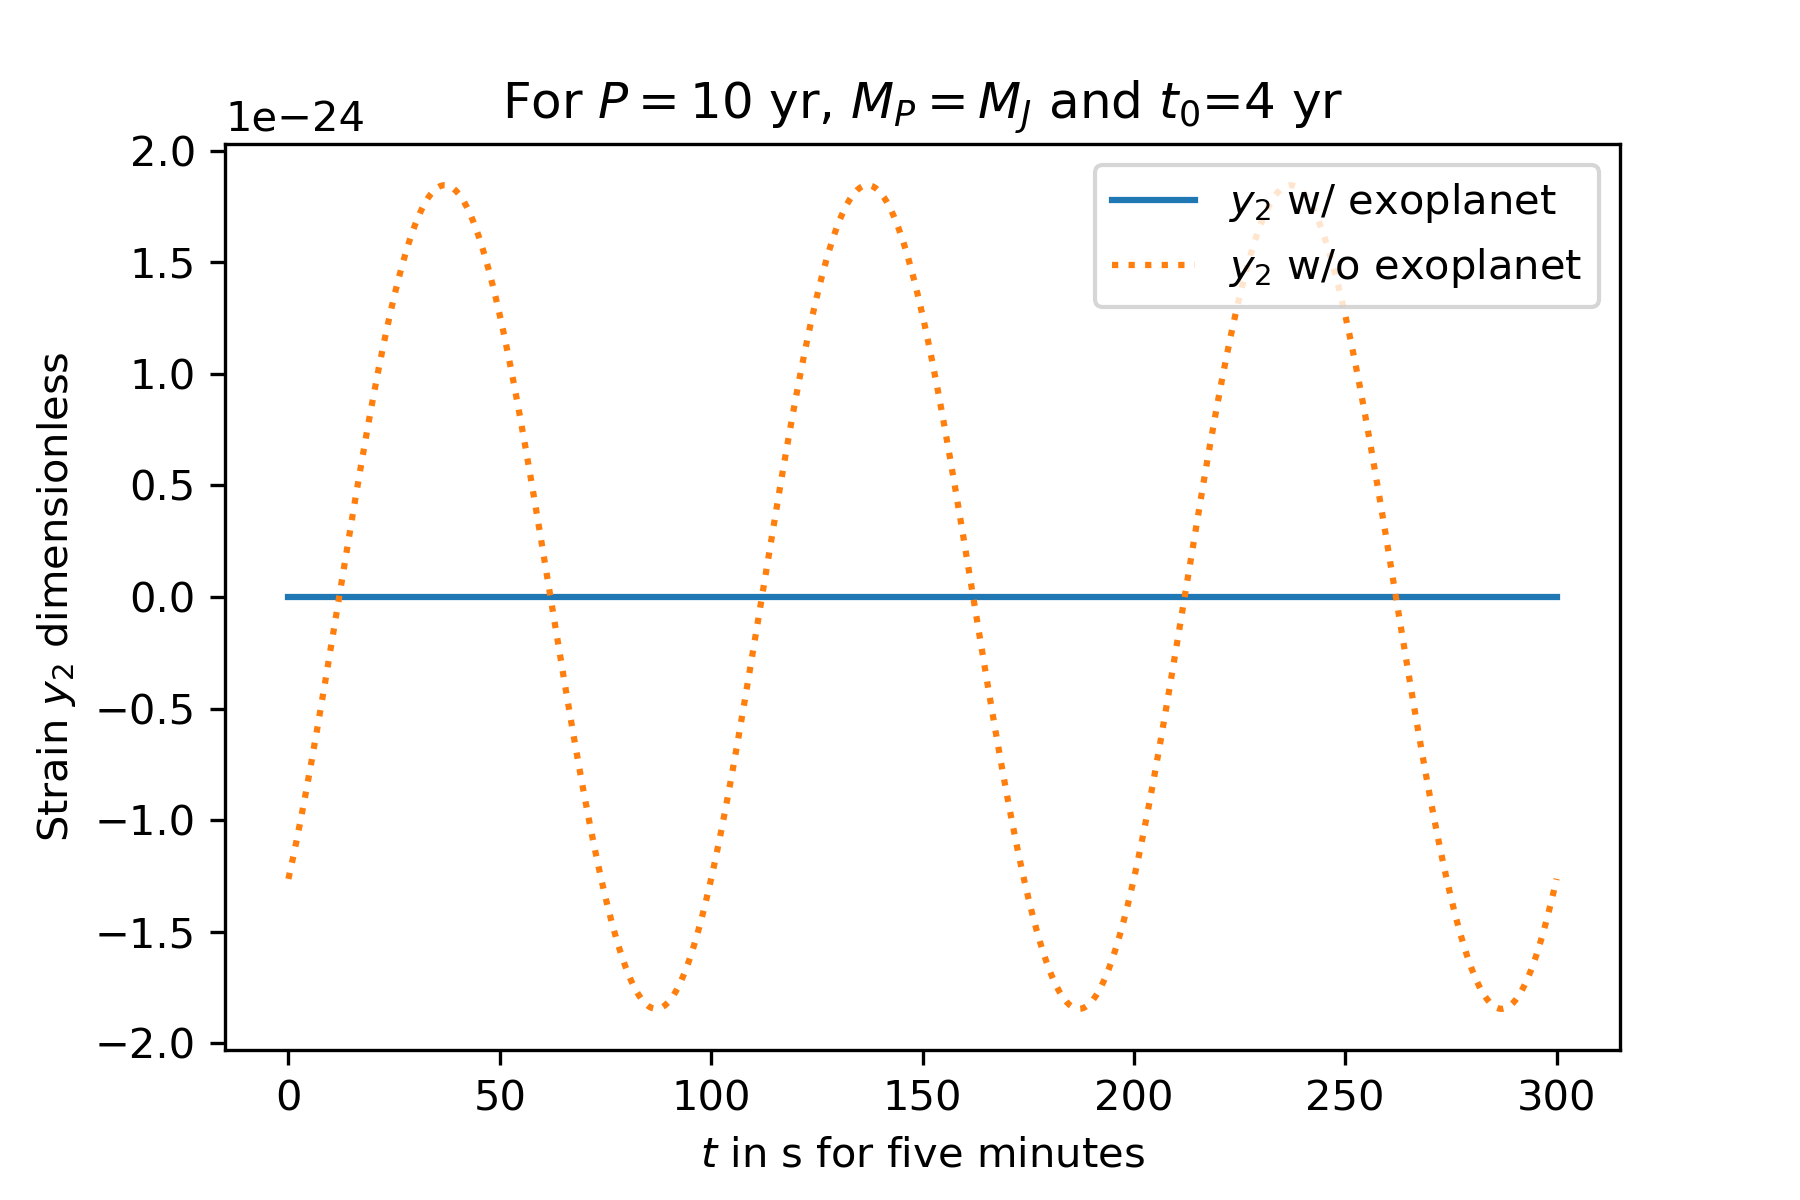 For P = 10 yr, M_P = M_J and t_0=4 yr
1e−24
2.0
1.5
1.0
0.5
0.0
−0.5
−1.0
−1.5
−2.0
Strain y_2 dimensionless
y_2 w/ exoplanet
y_2 w/o exoplanet
0 50 100 150 200 250 300
t in s for five minutes